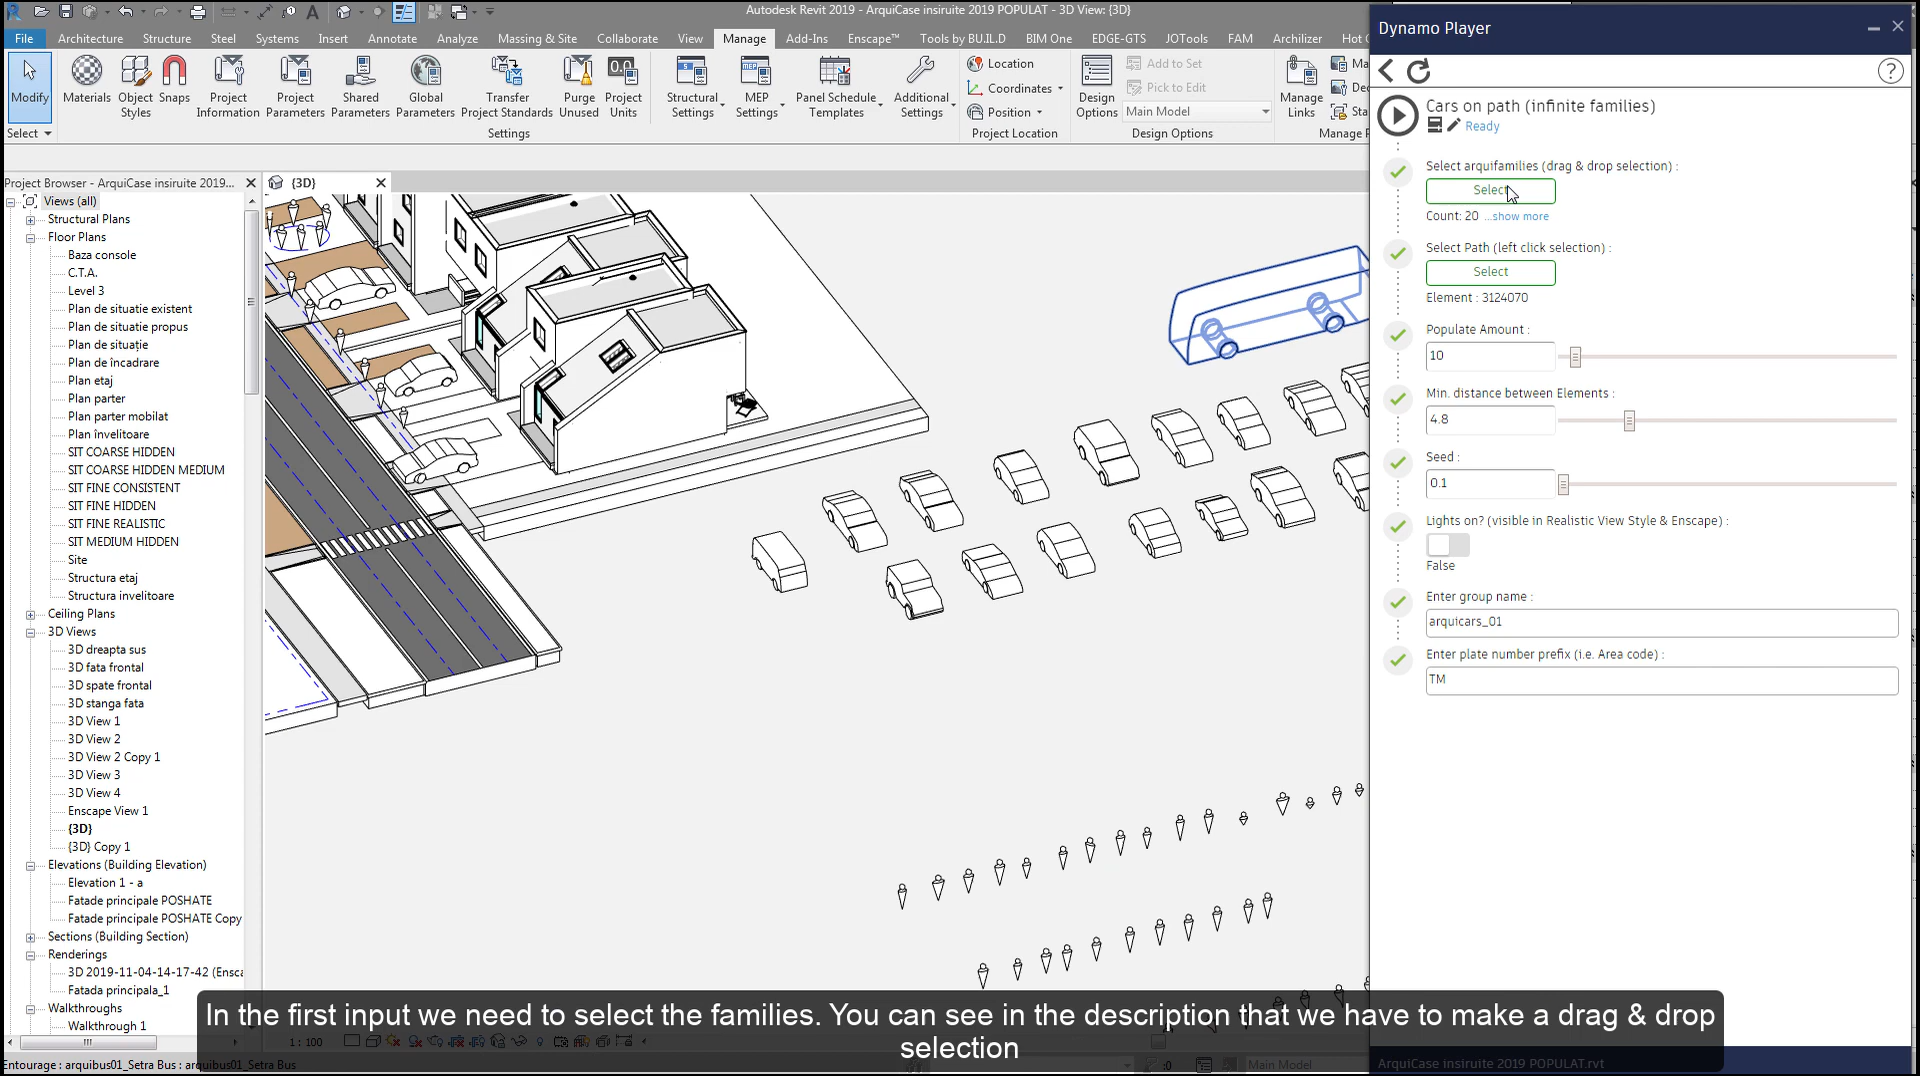 Autodesk Revit 2019 - ArquiCase insiruite 2019 POPULAT - 3D View: {3D}
File Architecture Structure Steel Systems Insert Annotate Analyze Massing & Site Collaborate View Manage Add-Ins Enscape™ Tools by BU.IL.D BIM One EDGE-GTS JOTools FAM Archilizer Hot
Modify
Materials
Object Styles
Snaps
Project Information
Project Parameters
Shared Parameters
Global Parameters
Transfer Project Standards
Purge Unused
Project Units
Structural Settings
MEP Settings
Panel Schedule Templates
Additional Settings
Location
Coordinates
Position
Design Options
Add to Set
Pick to Edit
Main Model
Manage Links
Select
Settings
Project Location
Design Options
Manage P
Project Browser - ArquiCase insiruite 2019...
{3D}
Views (all)
Structural Plans
Floor Plans
Baza console
C.T.A.
Level 3
Plan de situatie existent
Plan de situatie propus
Plan de situație
Plan de încadrare
Plan etaj
Plan parter
Plan parter mobilat
Plan învelitoare
SIT COARSE HIDDEN
SIT COARSE HIDDEN MEDIUM
SIT FINE CONSISTENT
SIT FINE HIDDEN
SIT FINE REALISTIC
SIT MEDIUM HIDDEN
Site
Structura etaj
Structura invelitoare
Ceiling Plans
3D Views
3D dreapta sus
3D fata frontal
3D spate frontal
3D stanga fata
3D View 1
3D View 2
3D View 2 Copy 1
3D View 3
3D View 4
Enscape View 1
{3D}
{3D} Copy 1
Elevations (Building Elevation)
Elevation 1 - a
Fatade principale POSHATE
Fatade principale POSHATE Copy
Sections (Building Section)
Renderings
3D 2019-11-04-14-17-42 (Ensca
Fatada principala_1
Walkthroughs
Walkthrough 1
Dynamo Player
Cars on path (infinite families)
Ready
Select arquifamilies (drag & drop selection) :
Select
Count: 20 ...show more
Select Path (left click selection) :
Select
Element : 3124070
Populate Amount :
10
Min. distance between Elements :
4.8
Seed :
0.1
Lights on? (visible in Realistic View Style & Enscape) :
False
Enter group name :
arquicars_01
Enter plate number prefix (i.e. Area code) :
TM
In the first input we need to select the families. You can see in the description that we have to make a drag & drop
selection
1 : 100
Entourage : arquibus01_Setra Bus : arquibus01_Setra Bus
:0
Main Model
ArquiCase insiruite 2019 POPULAT.rvt